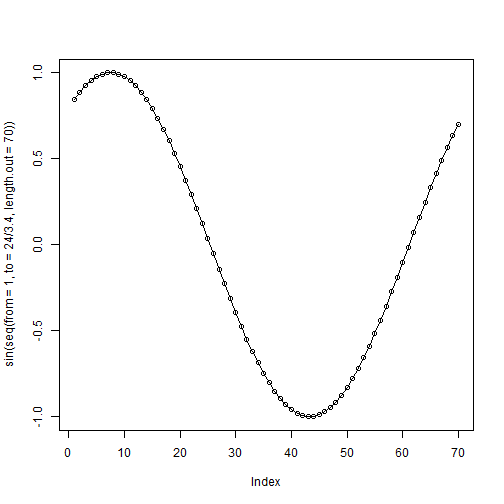 sin(seq(from = 1, to = 24/3.4, length.out = 70))
1.0
0.5
0.0
-0.5
-1.0
0 10 20 30 40 50 60 70
Index